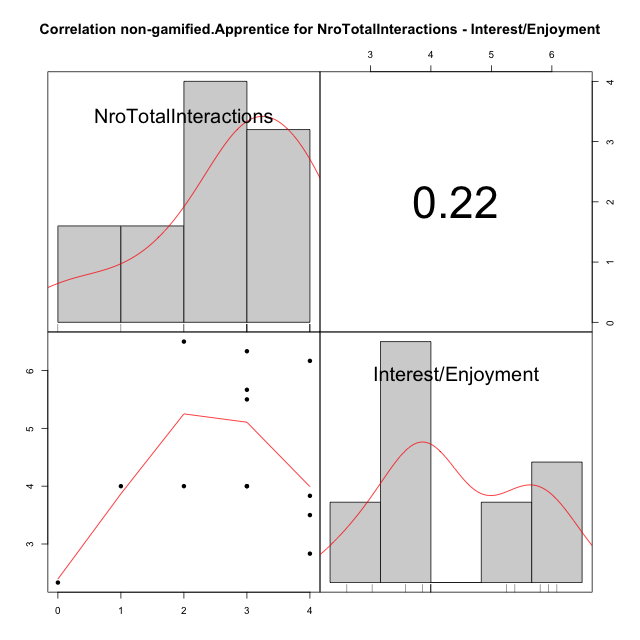 Correlation non-gamified.Apprentice for NroTotalInteractions - Interest/Enjoyment
3 4 5 6
NroTotalInteractions
0.22
4
3
2
1
0
Interest/Enjoyment
6
5
4
3
0 1 2 3 4